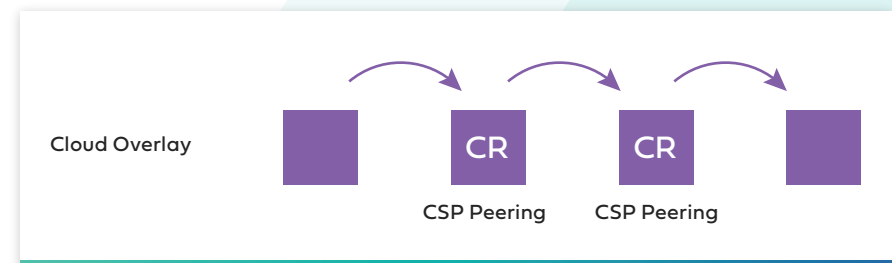 Cloud Overlay
CR
CR
CSP Peering
CSP Peering